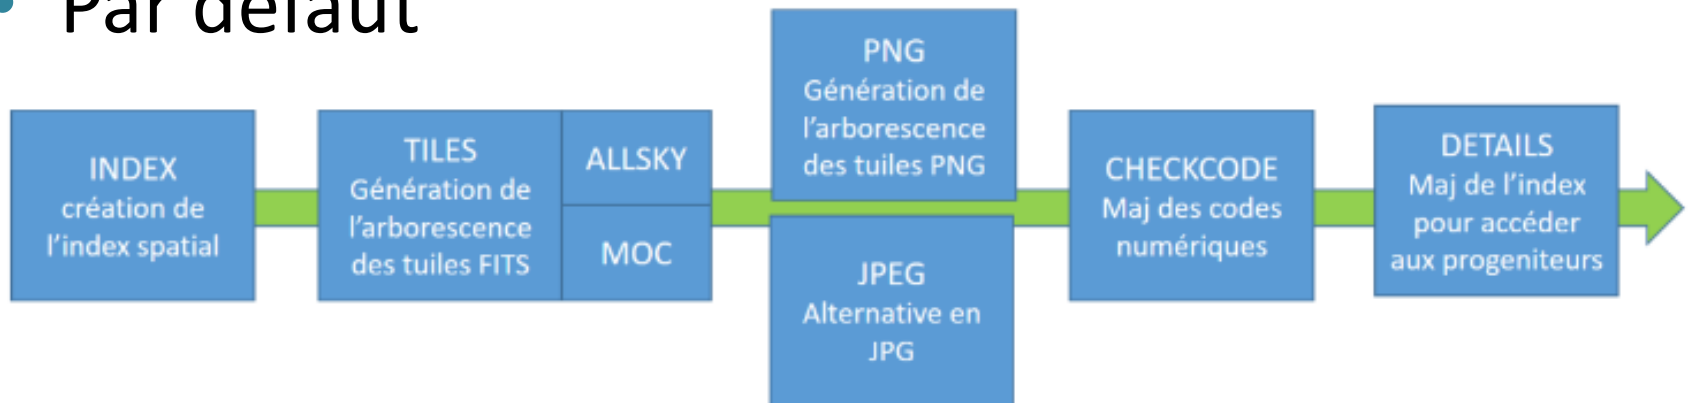 Par défaut
INDEX
création de
l'index spatial
TILES
Génération de
l'arborescence
des tuiles FITS
ALLSKY
MOC
PNG
Génération de
l'arborescence
des tuiles PNG
JPEG
Alternative en
JPG
CHECKCODE
Maj des codes
numériques
DETAILS
Maj de l'index
pour accéder
aux progeniteurs